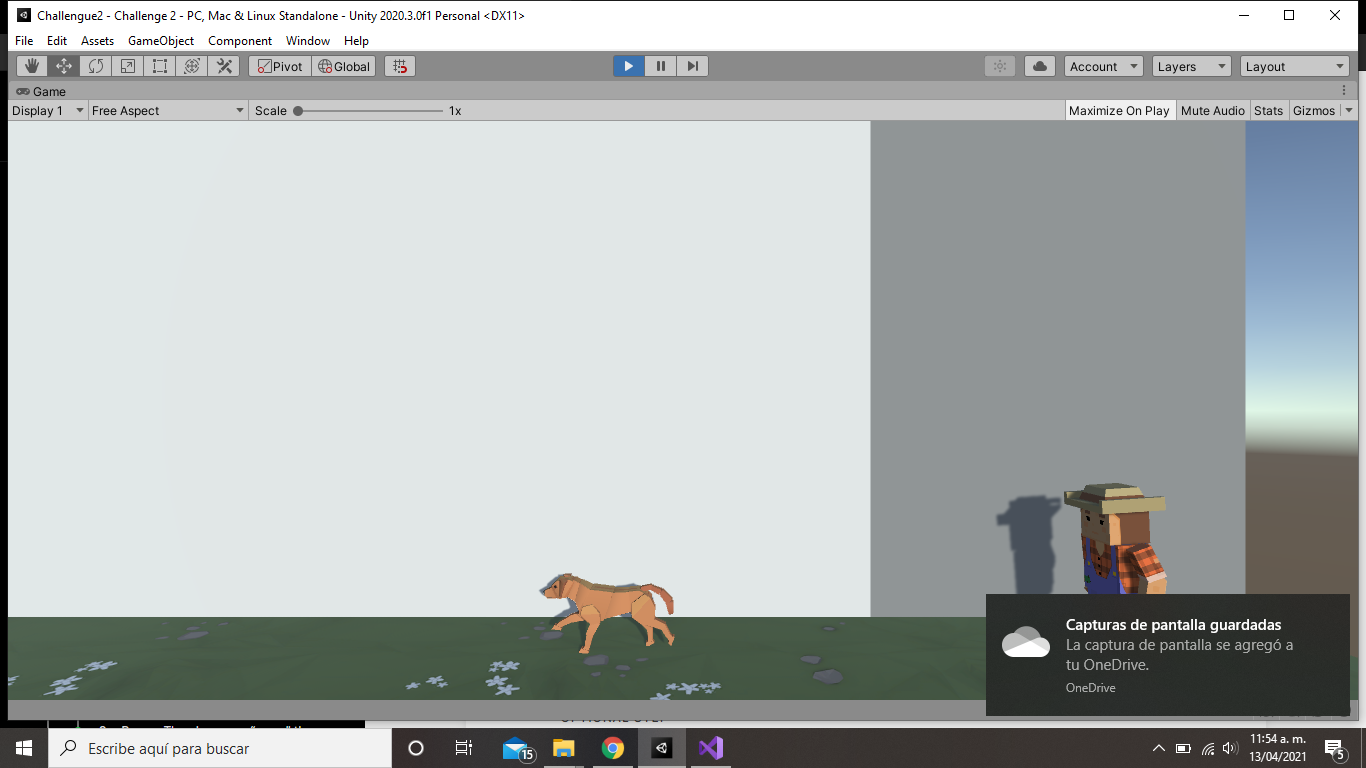 Challengue2 - Challenge 2 - PC, Mac & Linux Standalone - Unity 2020.3.0f1 Personal <DX11>
File Edit Assets GameObject Component Window Help
Pivot Global Account Layers Layout
Game
Display 1 Free Aspect Scale 1x Maximize On Play Mute Audio Stats Gizmos
Capturas de pantalla guardadas
La captura de pantalla se agregó a
tu OneDrive.
OneDrive
Escribe aquí para buscar
15
11:54 a. m.
13/04/2021
5